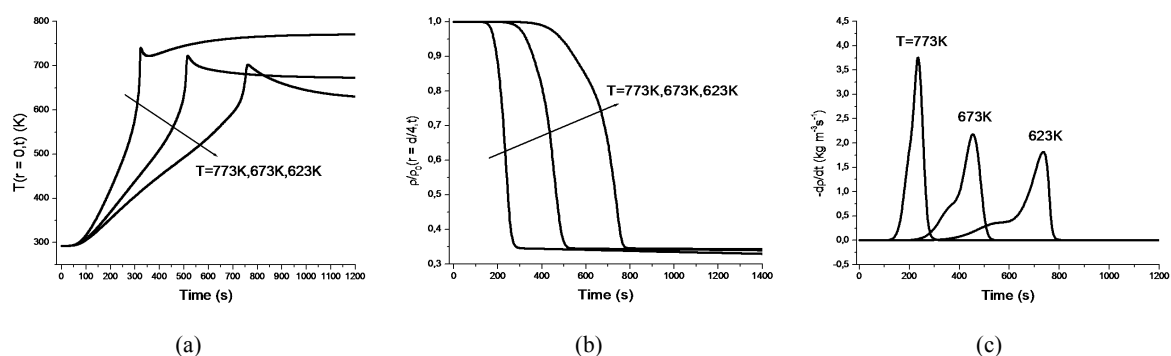 800
700
600
500
400
300
T(r = 0,t) (K)
T=773K,673K,623K
0 100 200 300 400 500 600 700 800 900 1000 1200
Time (s)
(a)
1,0
0,9
0,8
0,7
0,6
0,5
0,4
0,3
ρ/ρ0(r = d/4,t)
T=773K,673K,623K
0 200 400 600 800 1000 1200 1400
Time (s)
(b)
4,5
4,0
3,5
3,0
2,5
2,0
1,5
1,0
0,5
0,0
-0,5
-dρ/dt (kg m⁻³s⁻¹)
T=773K
673K
623K
0 200 400 600 800 1000 1200
Time (s)
(c)